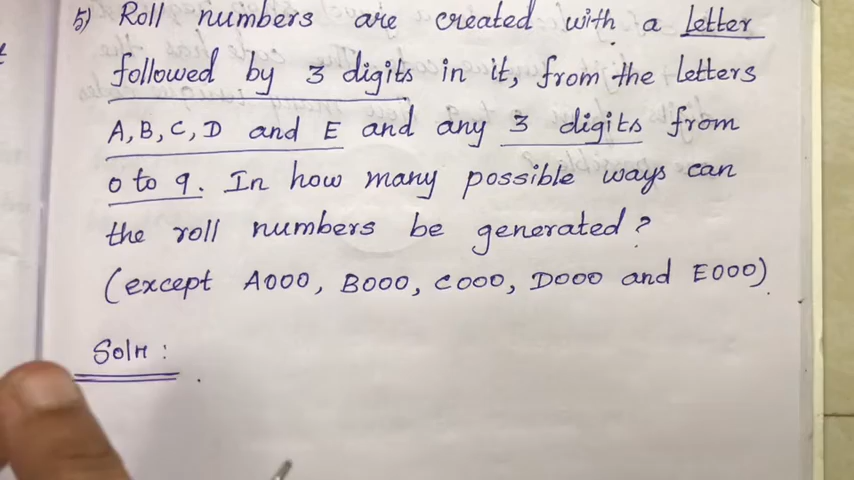 5) Roll numbers are created with a Letter
followed by 3 digits in it, from the letters
A, B, C, D and E and any 3 digits from
0 to 9. In how many possible ways can
the roll numbers be generated?
(except A000, B000, C000, D000 and E000)
Soln :